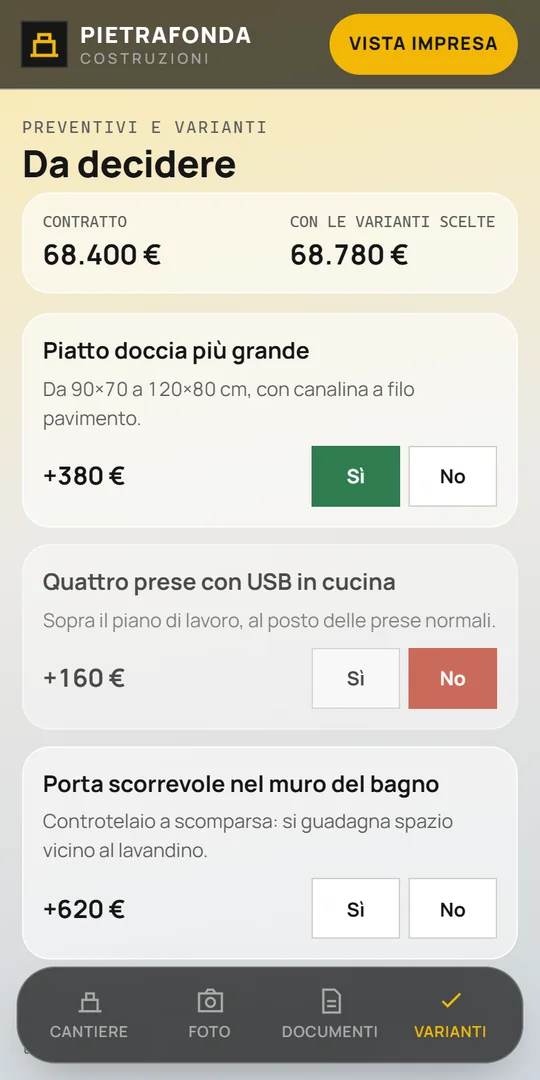 PIETRAFONDA
COSTRUZIONI
VISTA IMPRESA
PREVENTIVI E VARIANTI
Da decidere
CONTRATTO
68.400 €
CON LE VARIANTI SCELTE
68.780 €
Piatto doccia più grande
Da 90×70 a 120×80 cm, con canalina a filo
pavimento.
+380 €
Sì
No
Quattro prese con USB in cucina
Sopra il piano di lavoro, al posto delle prese normali.
+160 €
Sì
No
Porta scorrevole nel muro del bagno
Controtelaio a scomparsa: si guadagna spazio
vicino al lavandino.
+620 €
Sì
No
CANTIERE
FOTO
DOCUMENTI
VARIANTI